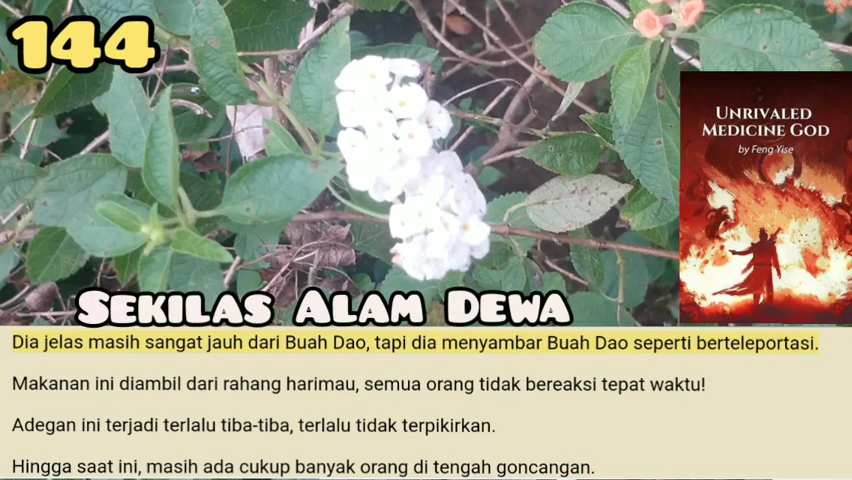 144
UNRIVALED
MEDICINE GOD
by Feng Yise
SEKILAS ALAM DEWA
Dia jelas masih sangat jauh dari Buah Dao, tapi dia menyambar Buah Dao seperti berteleportasi.
Makanan ini diambil dari rahang harimau, semua orang tidak bereaksi tepat waktu!
Adegan ini terjadi terlalu tiba-tiba, terlalu tidak terpikirkan.
Hingga saat ini, masih ada cukup banyak orang di tengah goncangan.